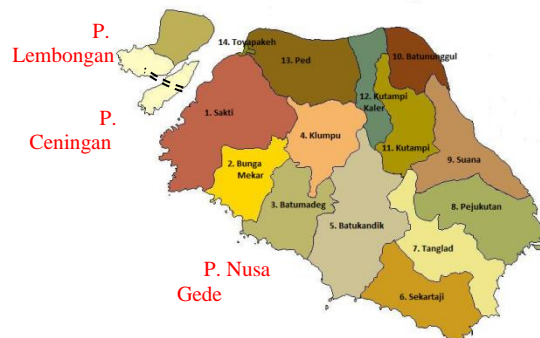 P.
Lembongan
14. Toyapakeh
13. Ped
10. Batununggul
P.
Ceningan
1. Sakti
12. Kutampi
Kaler
4. Klumpu
11. Kutampi
9. Suana
2. Bunga
Mekar
3. Batumadeg
5. Batukandik
8. Pejukutan
7. Tanglad
P. Nusa
Gede
6. Sekartaji